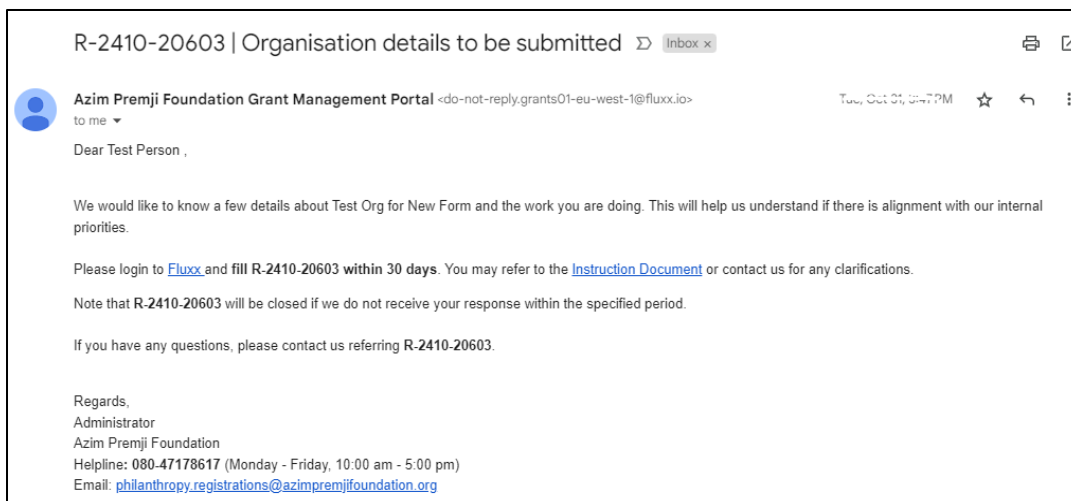 R-2410-20603 | Organisation details to be submitted Inbox ×
Azim Premji Foundation Grant Management Portal <do-not-reply.grants01-eu-west-1@fluxx.io>
to me
Dear Test Person ,
We would like to know a few details about Test Org for New Form and the work you are doing. This will help us understand if there is alignment with our internal
priorities.
Please login to Fluxx and fill R-2410-20603 within 30 days. You may refer to the Instruction Document or contact us for any clarifications.
Note that R-2410-20603 will be closed if we do not receive your response within the specified period.
If you have any questions, please contact us referring R-2410-20603.
Regards,
Administrator
Azim Premji Foundation
Helpline: 080-47178617 (Monday - Friday, 10:00 am - 5:00 pm)
Email: philanthropy.registrations@azimpremjifoundation.org